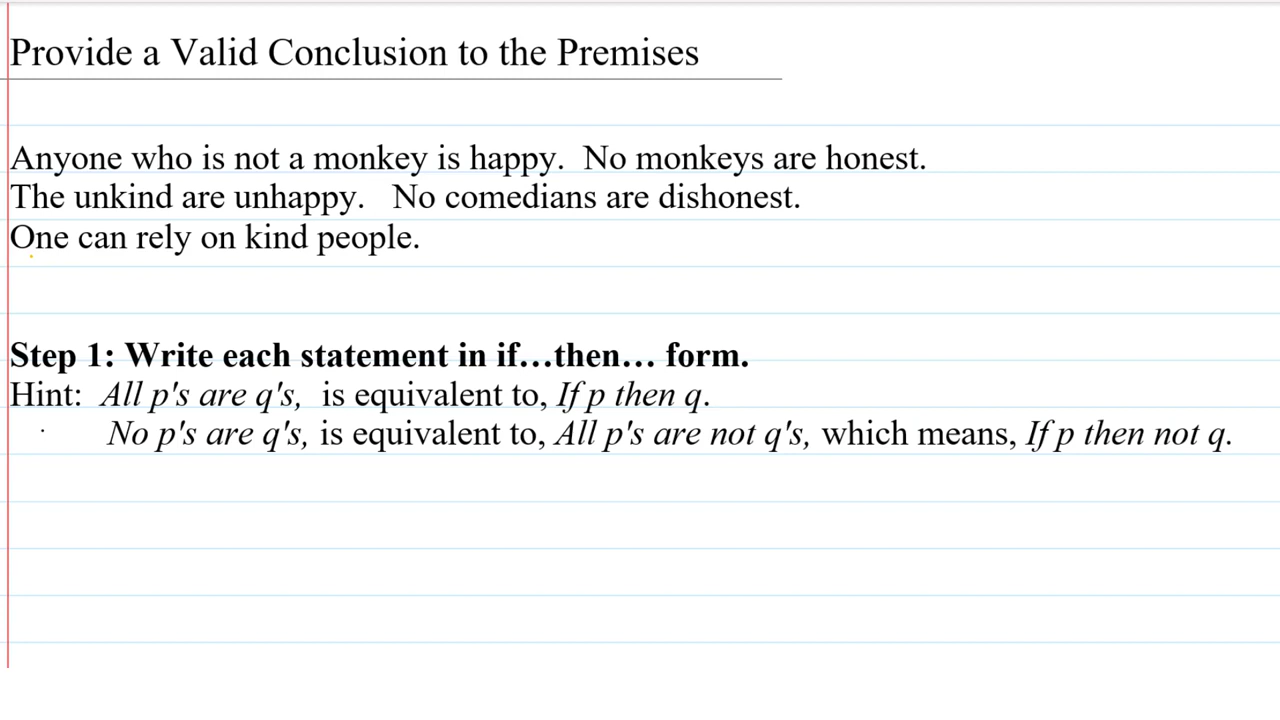 Provide a Valid Conclusion to the Premises
Anyone who is not a monkey is happy.  No monkeys are honest.
The unkind are unhappy.   No comedians are dishonest.
One can rely on kind people.
Step 1: Write each statement in if…then… form.
Hint:  All p's are q's,  is equivalent to, If p then q.
No p's are q's, is equivalent to, All p's are not q's, which means, If p then not q.